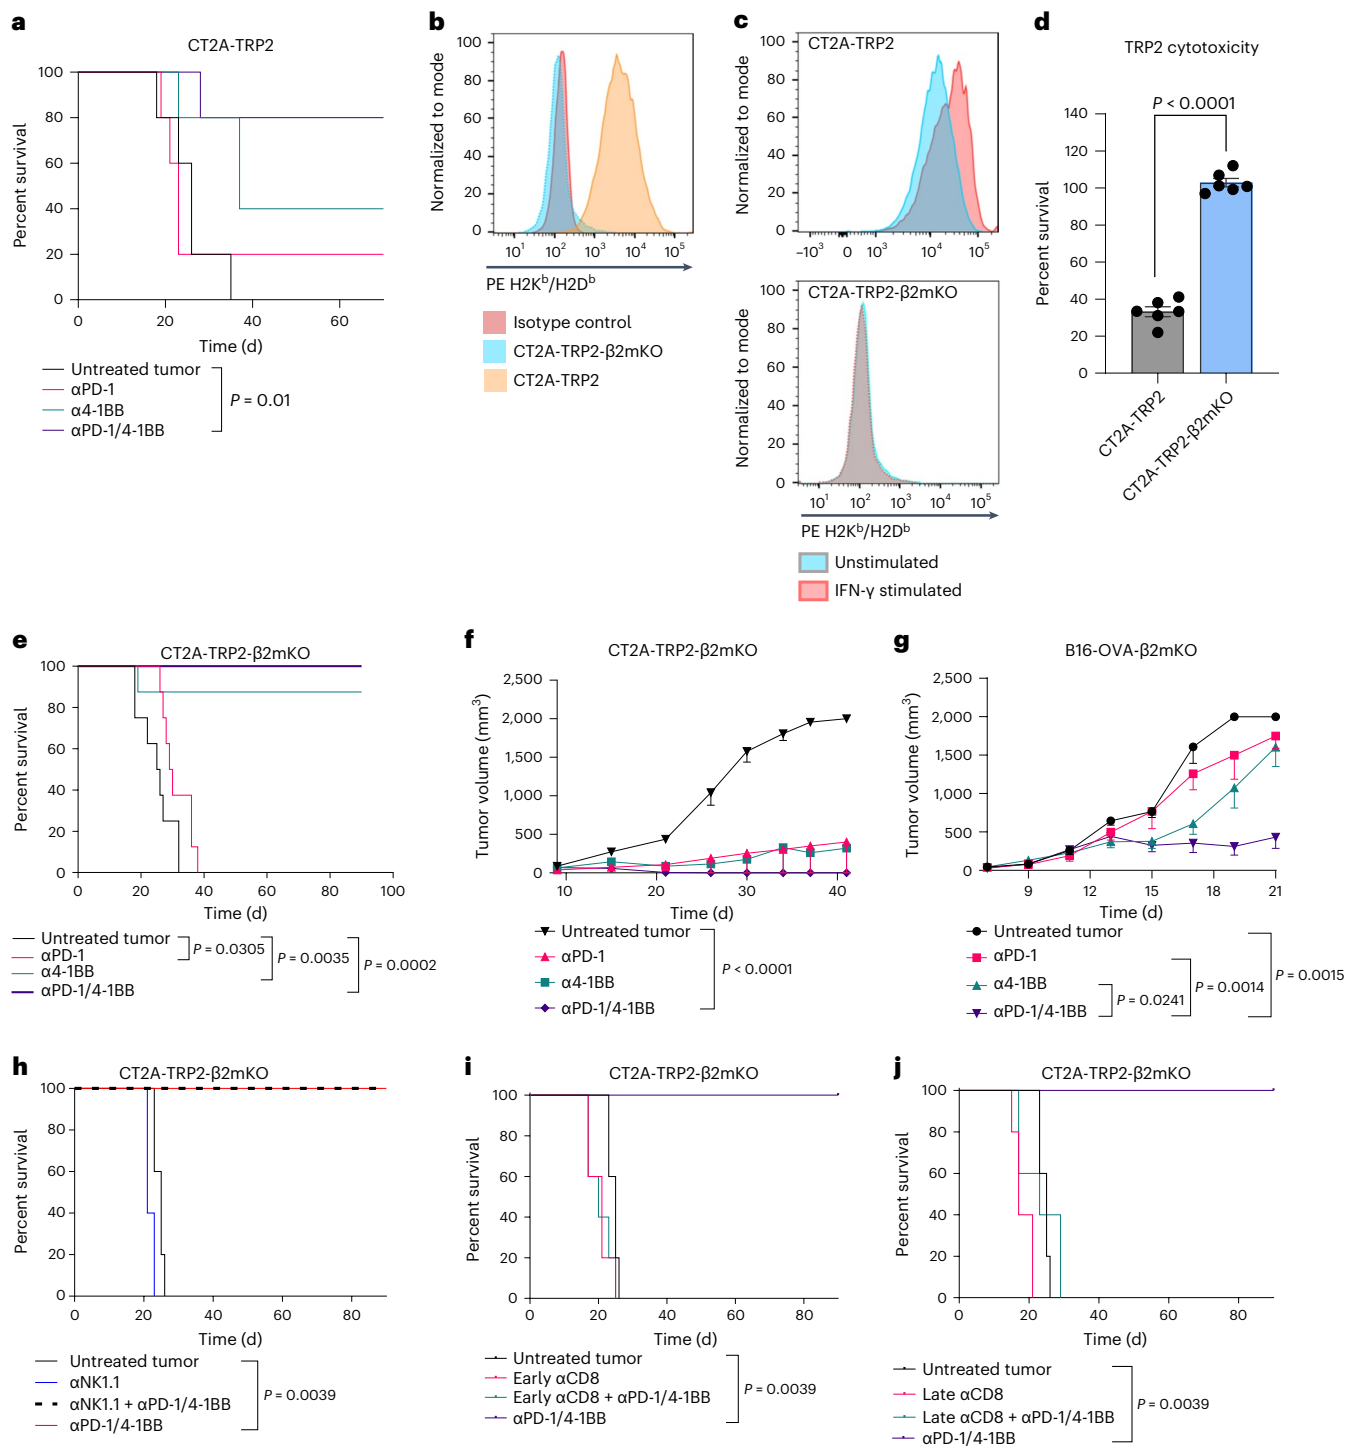 a
CT2A-TRP2
Percent survival
100
80
60
40
20
0
0 20 40 60
Time (d)
Untreated tumor
αPD-1
α4-1BB
αPD-1/4-1BB
P = 0.01
b
Normalized to mode
100
80
60
40
20
0
10¹ 10² 10³ 10⁴ 10⁵
PE H2Kᵇ/H2Dᵇ
Isotype control
CT2A-TRP2-β2mKO
CT2A-TRP2
c
CT2A-TRP2
Normalized to mode
100
80
60
40
20
0
−10³ 0 10³ 10⁴ 10⁵
CT2A-TRP2-β2mKO
Normalized to mode
100
80
60
40
20
0
10¹ 10² 10³ 10⁴ 10⁵
PE H2Kᵇ/H2Dᵇ
Unstimulated
IFN-γ stimulated
d
TRP2 cytotoxicity
P < 0.0001
Percent survival
140
120
100
80
60
40
20
0
CT2A-TRP2
CT2A-TRP2-β2mKO
e
CT2A-TRP2-β2mKO
Percent survival
100
80
60
40
20
0
0 20 40 60 80 100
Time (d)
Untreated tumor
αPD-1
α4-1BB
αPD-1/4-1BB
P = 0.0305
P = 0.0035
P = 0.0002
f
CT2A-TRP2-β2mKO
Tumor volume (mm³)
2,500
2,000
1,500
1,000
500
0
10 20 30 40
Time (d)
Untreated tumor
αPD-1
α4-1BB
αPD-1/4-1BB
P < 0.0001
g
B16-OVA-β2mKO
Tumor volume (mm³)
2,500
2,000
1,500
1,000
500
0
9 12 15 18 21
Time (d)
Untreated tumor
αPD-1
α4-1BB
αPD-1/4-1BB
P = 0.0241
P = 0.0014
P = 0.0015
h
CT2A-TRP2-β2mKO
Percent survival
100
80
60
40
20
0
0 20 40 60 80
Time (d)
Untreated tumor
αNK1.1
αNK1.1 + αPD-1/4-1BB
αPD-1/4-1BB
P = 0.0039
i
CT2A-TRP2-β2mKO
Percent survival
100
80
60
40
20
0
0 20 40 60 80
Time (d)
Untreated tumor
Early αCD8
Early αCD8 + αPD-1/4-1BB
αPD-1/4-1BB
P = 0.0039
j
CT2A-TRP2-β2mKO
Percent survival
100
80
60
40
20
0
0 20 40 60 80
Time (d)
Untreated tumor
Late αCD8
Late αCD8 + αPD-1/4-1BB
αPD-1/4-1BB
P = 0.0039